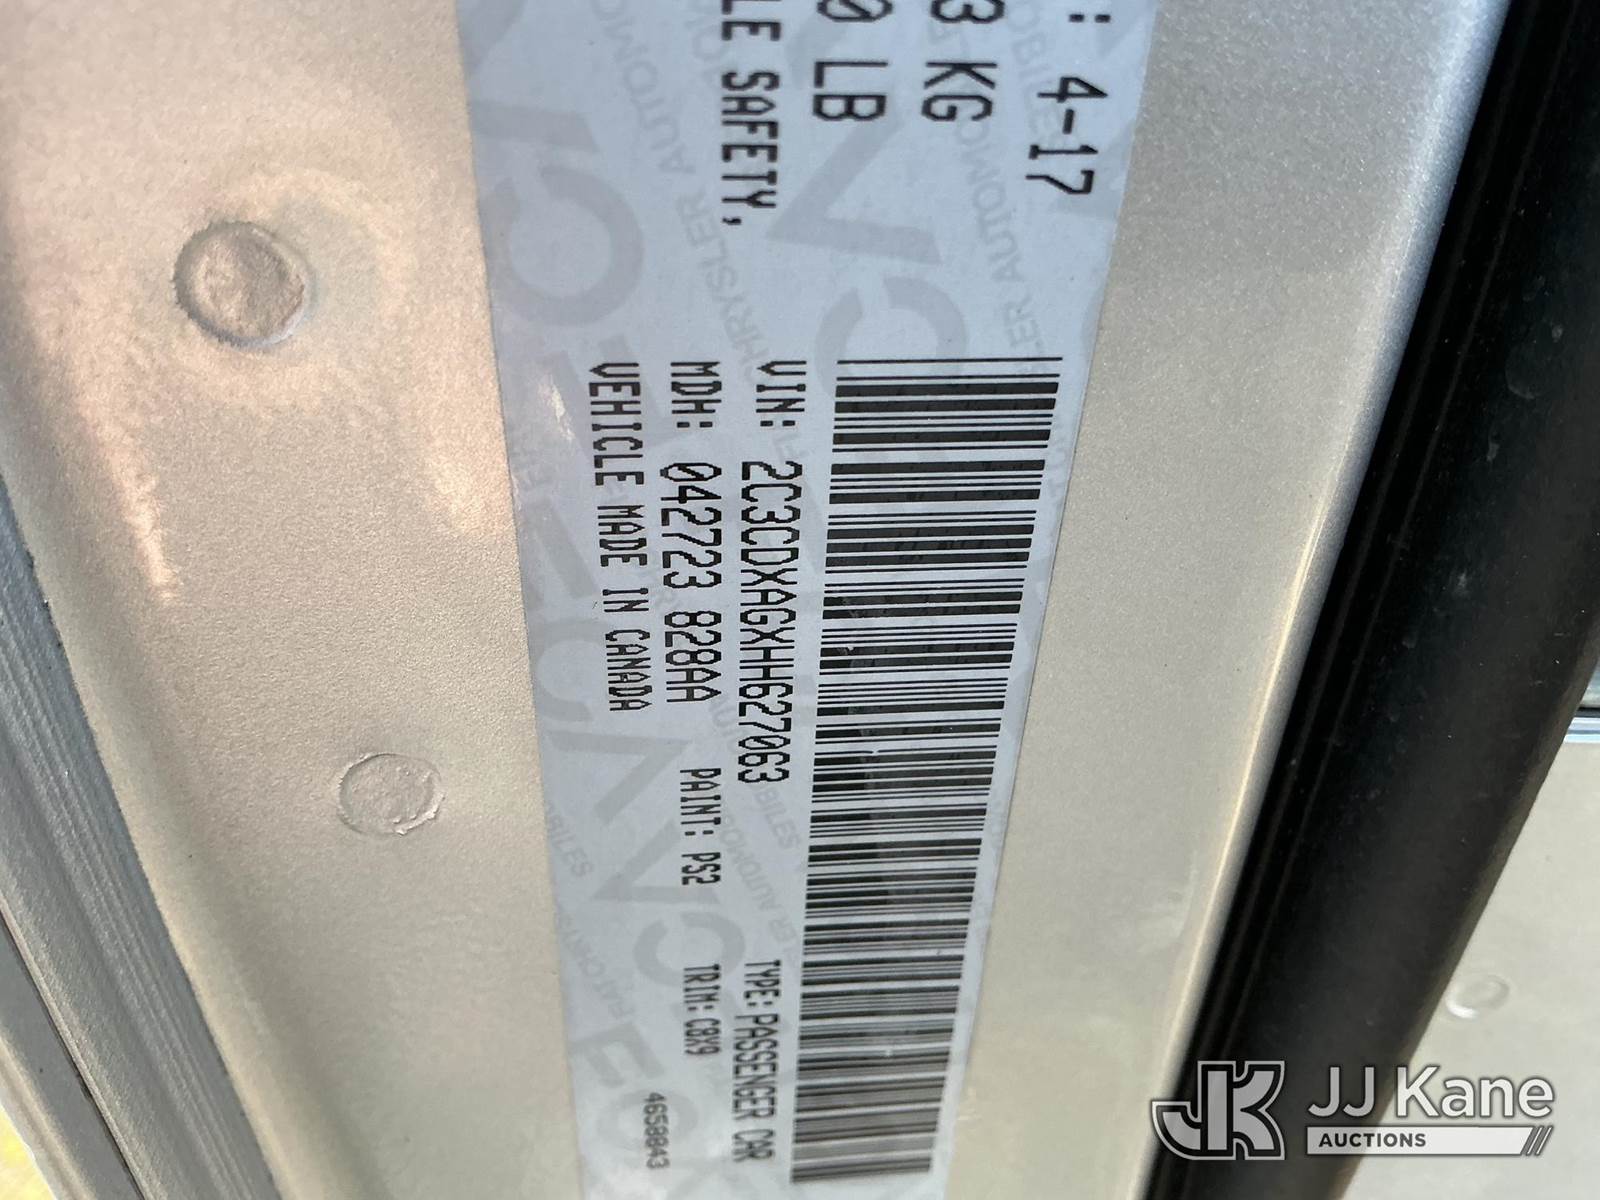 : 4-17
3 KG
0 LB
LE SAFETY,
VIN: 2C3CDXAGXHH627063
TYPE: PASSENGER CAR
MDH: 042723 828AA
PAINT: PS2
TRIM: C8X9
VEHICLE MADE IN CANADA
4658843
JK JJ Kane
AUCTIONS